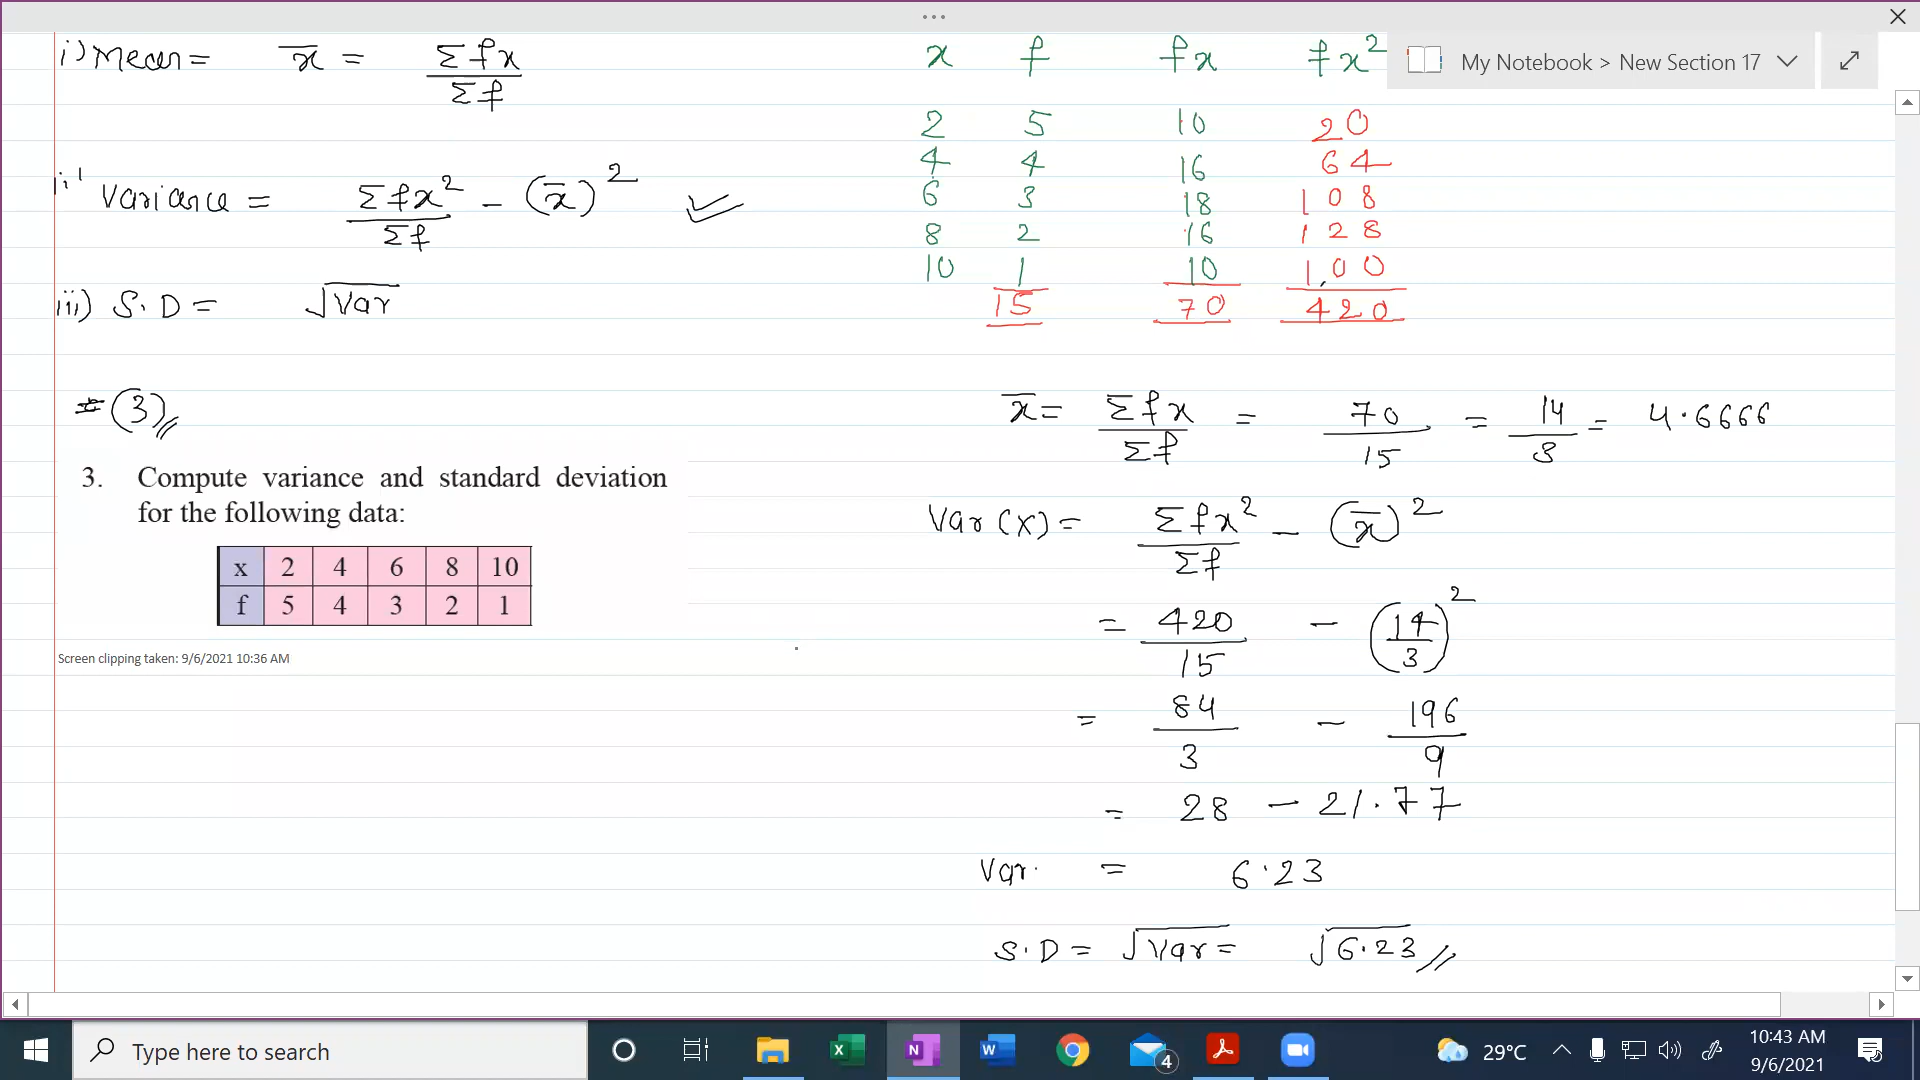 My Notebook > New Section 17
i) Mean = x̄ = Σfx / Σf
ii) Variance = Σfx² / Σf - (x̄)²
iii) S.D = √Var
x f fx fx²
2 5 10 20
4 4 16 64
6 3 18 108
8 2 16 128
10 1 10 100
15 70 420
(3)
3. Compute variance and standard deviation
for the following data:
x 2 4 6 8 10
f 5 4 3 2 1
Screen clipping taken: 9/6/2021 10:36 AM
x̄ = Σfx / Σf = 70 / 15 = 14 / 3 = 4.6666
Var (X) = Σfx² / Σf - (x̄)²
= 420 / 15 - (14 / 3)²
= 84 / 3 - 196 / 9
= 28 - 21.77
Var. = 6.23
S.D = √Var = √6.23
Type here to search
4
29°C
10:43 AM
9/6/2021